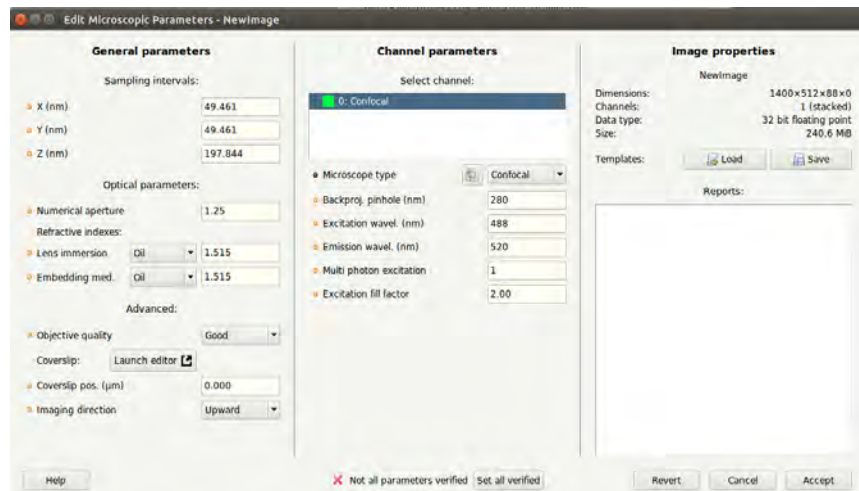 Edit Microscopic Parameters - NewImage
General parameters
Sampling intervals:
X (nm) 49.461
Y (nm) 49.461
Z (nm) 197.844
Optical parameters:
Numerical aperture 1.25
Refractive indexes:
Lens immersion Oil 1.515
Embedding med. Oil 1.515
Advanced:
Objective quality Good
Coverslip: Launch editor
Coverslip pos. (µm) 0.000
Imaging direction Upward
Channel parameters
Select channel:
0: Confocal
Microscope type Confocal
Backproj. pinhole (nm) 280
Excitation wavel. (nm) 488
Emission wavel. (nm) 520
Multi photon excitation 1
Excitation fill factor 2.00
Image properties
NewImage
Dimensions: 1400×512×88×0
Channels: 1 (stacked)
Data type: 32 bit floating point
Size: 240.6 MiB
Templates: Load Save
Reports:
Help Not all parameters verified Set all verified Revert Cancel Accept